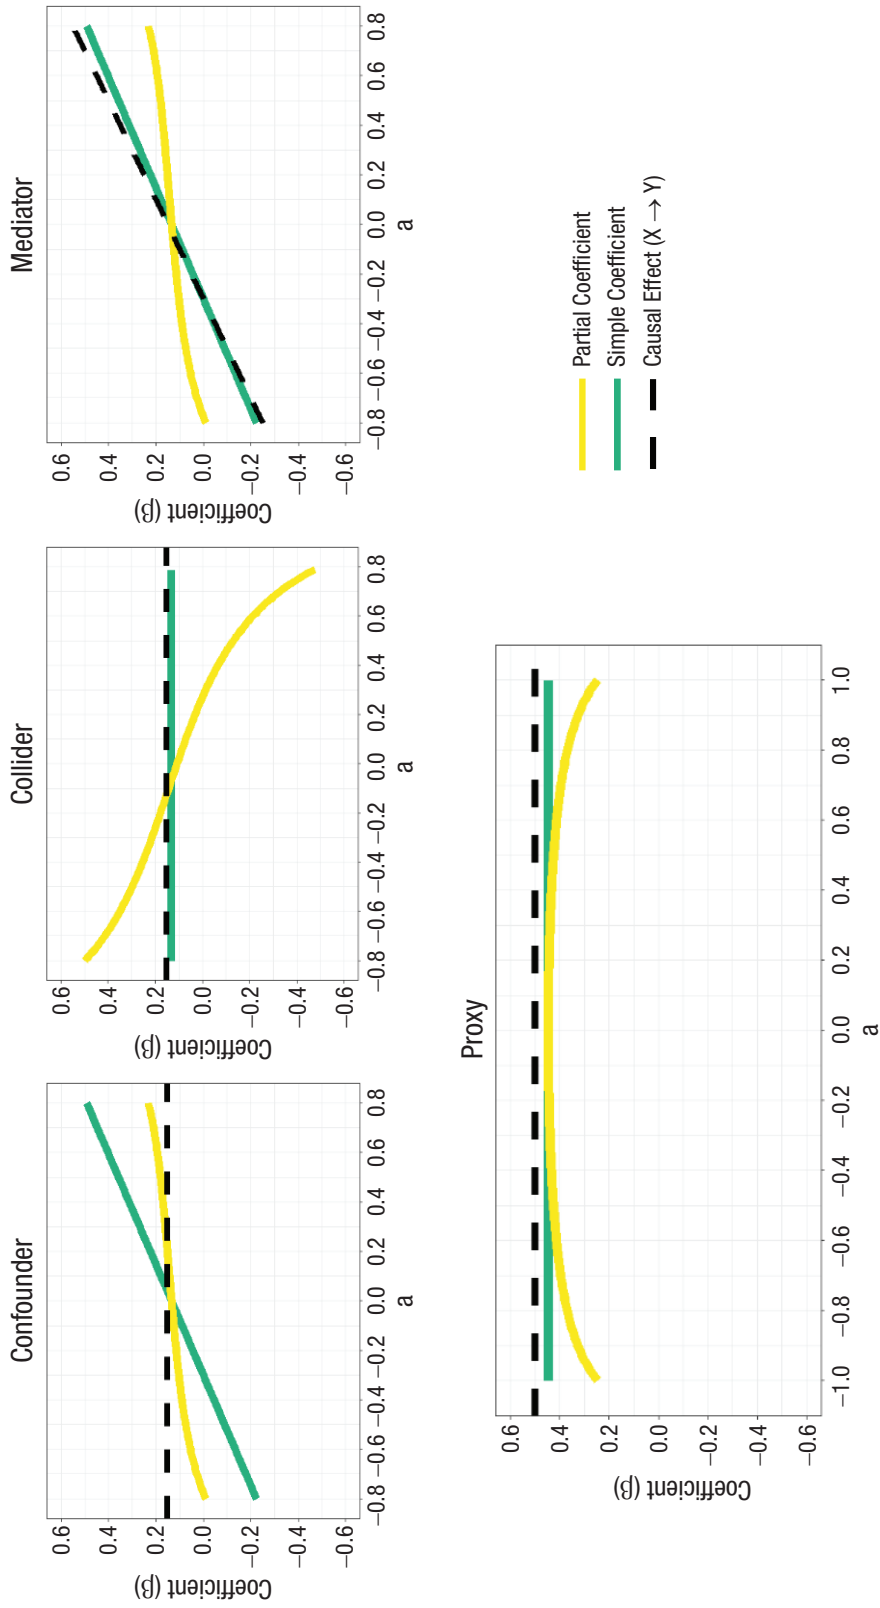 Confounder
0.6
0.4
0.2
0.0
−0.2
−0.4
−0.6
Coefficient (β)
−0.8 −0.6 −0.4 −0.2 0.0 0.2 0.4 0.6 0.8
a
Collider
0.6
0.4
0.2
0.0
−0.2
−0.4
−0.6
Coefficient (β)
−0.8 −0.6 −0.4 −0.2 0.0 0.2 0.4 0.6 0.8
a
Mediator
0.6
0.4
0.2
0.0
−0.2
−0.4
−0.6
Coefficient (β)
−0.8 −0.6 −0.4 −0.2 0.0 0.2 0.4 0.6 0.8
a
Proxy
0.6
0.4
0.2
0.0
−0.2
−0.4
−0.6
Coefficient (β)
−1.0 −0.8 −0.6 −0.4 −0.2 0.0 0.2 0.4 0.6 0.8 1.0
a
Partial Coefficient
Simple Coefficient
Causal Effect (X → Y)